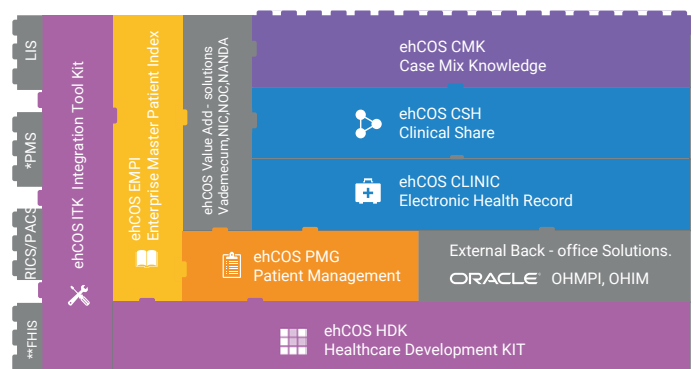 LIS
*PMS
RICS/PACS
**FHIS
ehCOS ITK Integration Tool Kit
ehCOS EMPI
Enterprise Master Patient Index
ehCOS Value Add - solutions
Vademecum,NIC,NOC,NANDA
ehCOS CMK
Case Mix Knowledge
ehCOS CSH
Clinical Share
ehCOS CLINIC
Electronic Health Record
ehCOS PMG
Patient Management
External Back - office Solutions.
ORACLE® OHMPI, OHIM
ehCOS HDK
Healthcare Development KIT